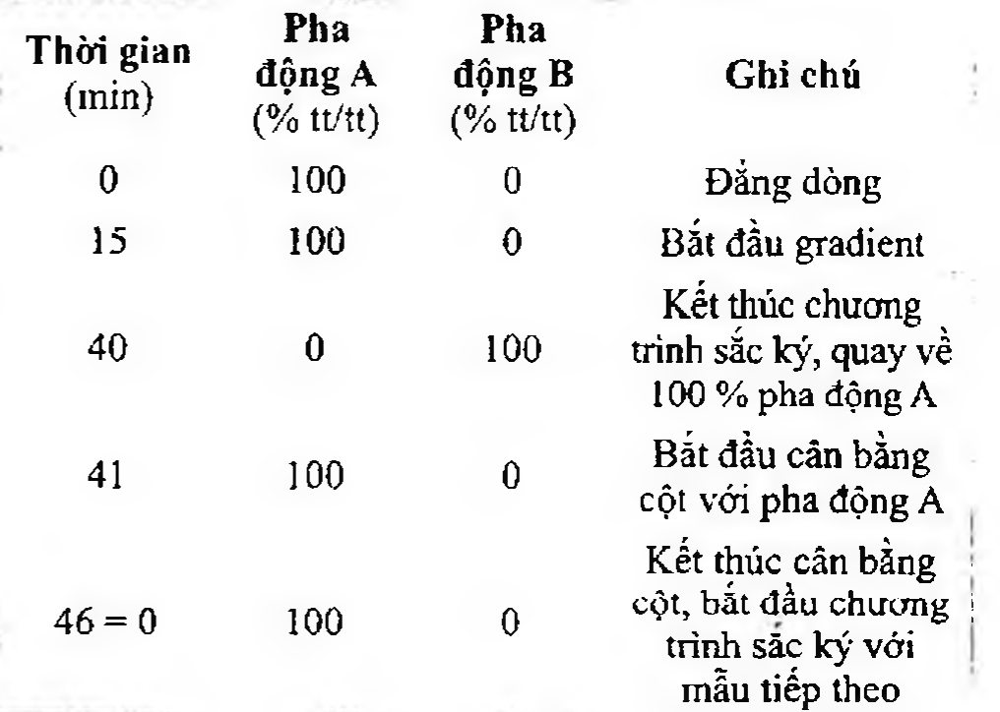 Thời gian (min) Pha động A (% tt/tt) Pha động B (% tt/tt) Ghi chú
0 100 0 Đẳng dòng
15 100 0 Bắt đầu gradient
40 0 100 Kết thúc chương
trình sắc ký, quay về
100 % pha động A
41 100 0 Bắt đầu cân bằng
cột với pha động A
46 = 0 100 0 Kết thúc cân bằng
cột, bắt đầu chương
trình sắc ký với
mẫu tiếp theo